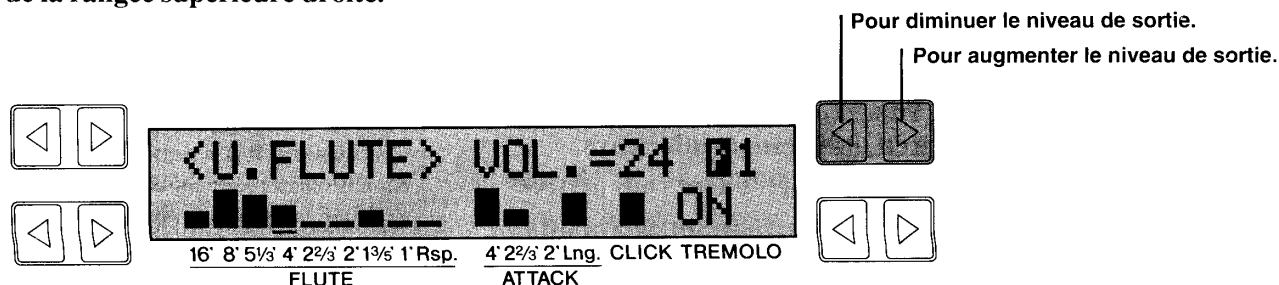 de la rangée supérieure droite.
Pour diminuer le niveau de sortie.
Pour augmenter le niveau de sortie.
<U.FLUTE> VOL.=24 P1
ON
16' 8' 5⅓' 4' 2⅔' 2' 1⅗' 1' Rsp. 4' 2⅔' 2' Lng. CLICK TREMOLO
FLUTE ATTACK